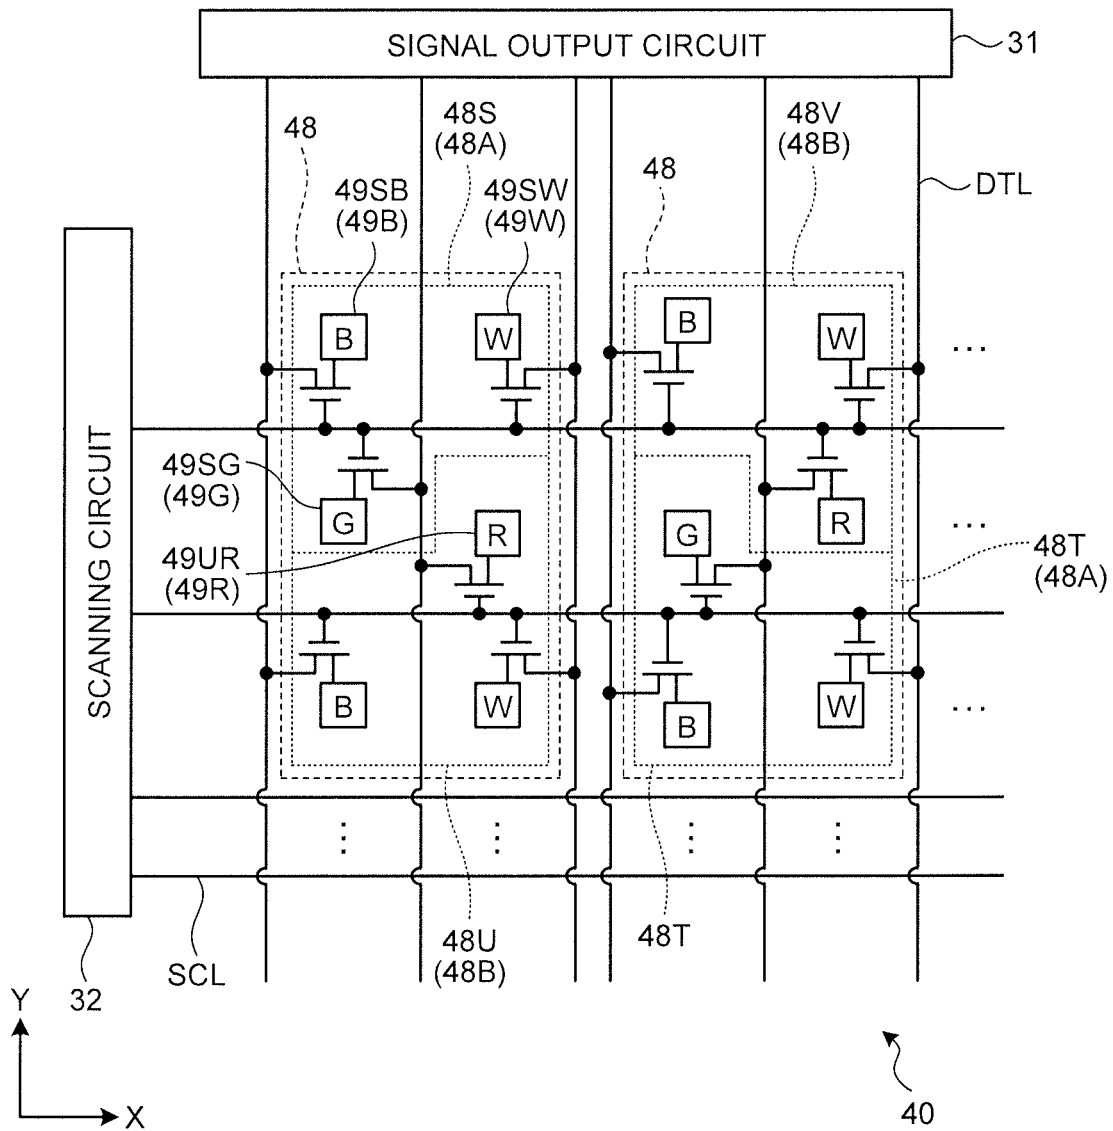 SIGNAL OUTPUT CIRCUIT
31
48
48S
(48A)
48V
(48B)
49SB
(49B)
49SW
(49W)
48
DTL
B
W
B
W
...
SCANNING CIRCUIT
49SG
(49G)
G
R
G
R
...
49UR
(49R)
48T
(48A)
B
W
B
W
...
...
...
...
...
SCL
48U
(48B)
48T
32
Y
X
40